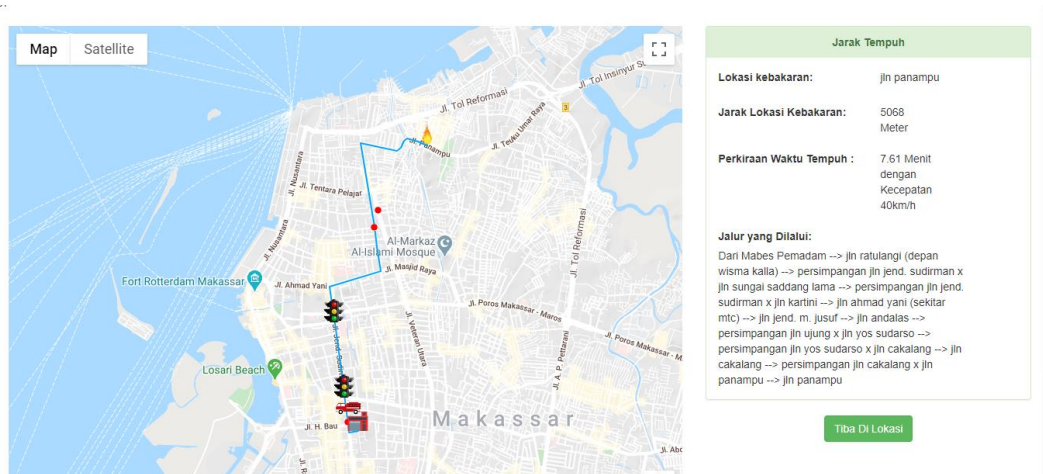 Map
Satellite
Jl. Tol Insinyur Su
Jl. Tol Reformasi
3
Jl. Teuku Umar Raya
Jl. Panampu
Jl. Nusantara
Jl. Tentara Pelajar
Jl. Nusantara
Al-Markaz
Al-Islami Mosque
Jl. Tol Reformasi
Jl. Masjid Raya
Fort Rotterdam Makassar
Jl. Ahmad Yani
Jl. Poros Makassar - Maros
Jl. Jend. Sudirm
Jl. Veteran Utara
Jl. Poros Makassar - M
Jl. A. P. Pettarani
Losari Beach
Makassar
Jl. H. Bau
Jl. Abd
Jarak Tempuh
Lokasi kebakaran: jln panampu
Jarak Lokasi Kebakaran: 5068
Meter
Perkiraan Waktu Tempuh : 7.61 Menit
dengan
Kecepatan
40km/h
Jalur yang Dilalui:
Dari Mabes Pemadam --> jln ratulangi (depan
wisma kalla) --> persimpangan jln jend. sudirman x
jln sungai saddang lama --> persimpangan jln jend.
sudirman x jln kartini --> jln ahmad yani (sekitar
mtc) --> jln jend. m. jusuf --> jln andalas -->
persimpangan jln ujung x jln yos sudarso -->
persimpangan jln yos sudarso x jln cakalang --> jln
cakalang --> persimpangan jln cakalang x jln
panampu --> jln panampu
Tiba Di Lokasi